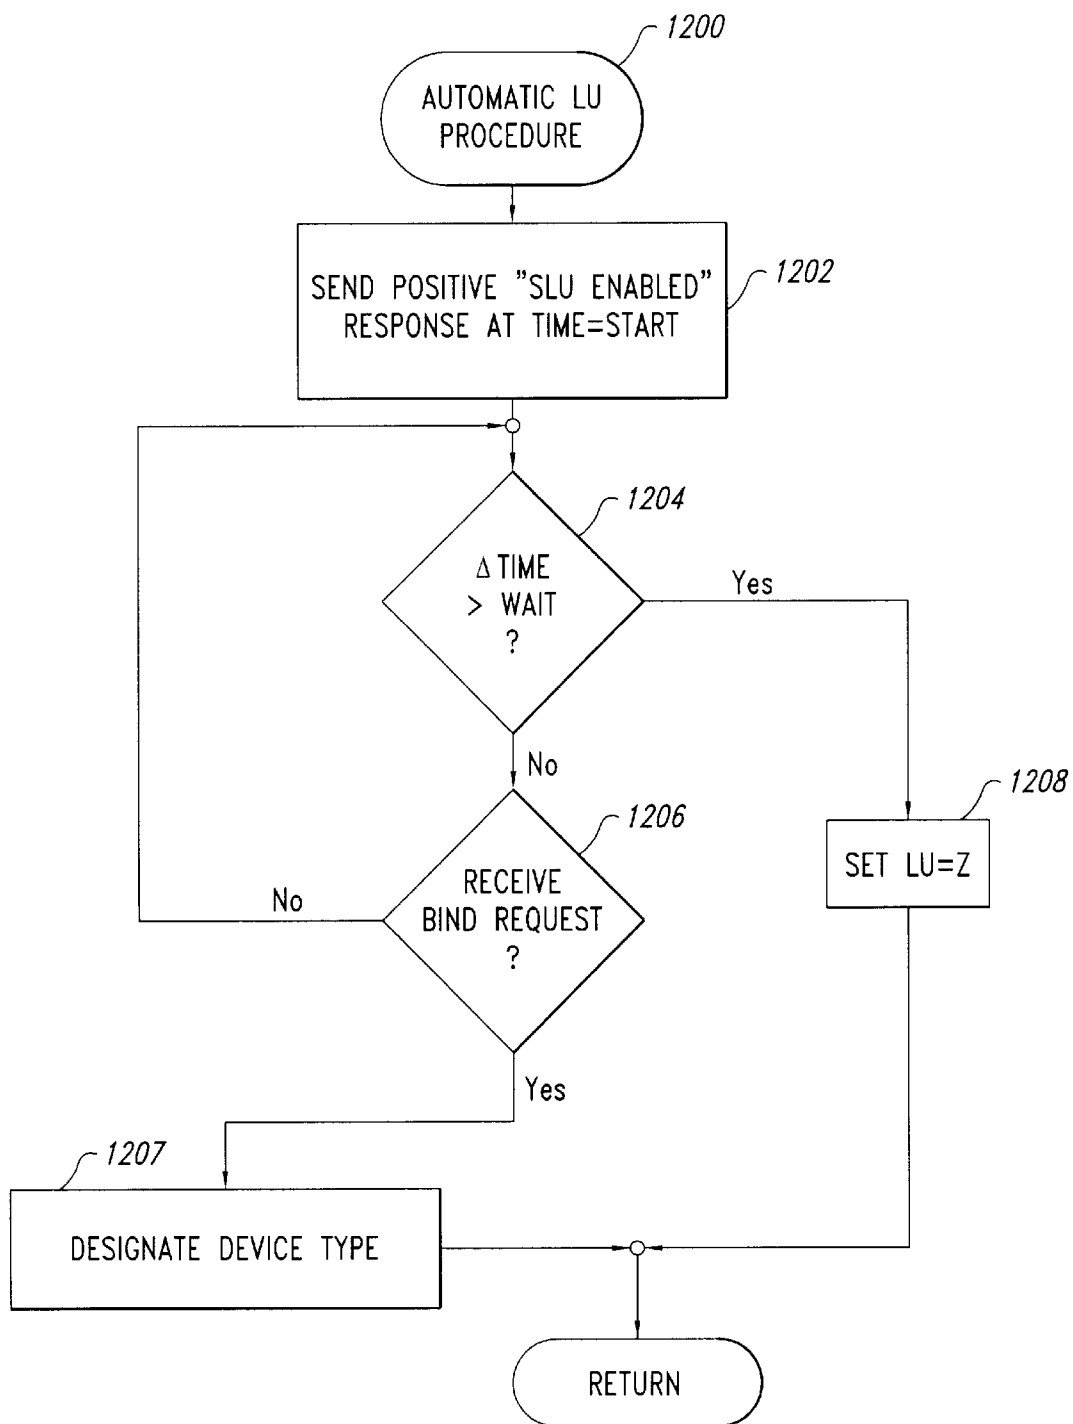 1200
AUTOMATIC LU
PROCEDURE
SEND POSITIVE "SLU ENABLED"
RESPONSE AT TIME=START
1202
1204
Δ TIME
> WAIT
?
Yes
No
1206
RECEIVE
BIND REQUEST
?
No
1208
SET LU=Z
Yes
1207
DESIGNATE DEVICE TYPE
RETURN